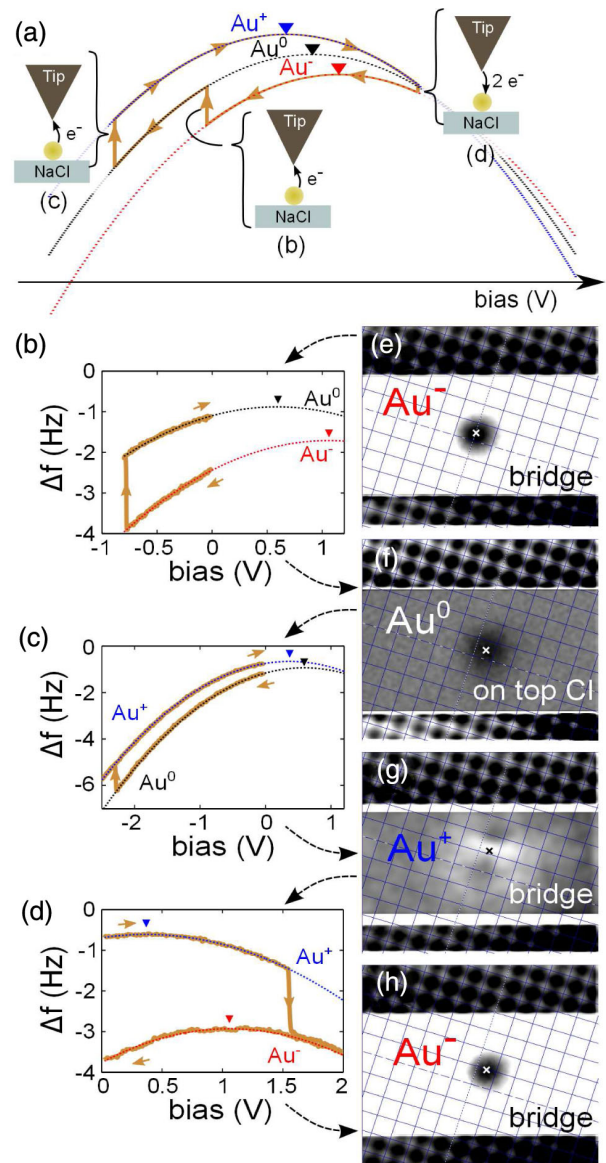 (a)
Au⁺
Au⁰
Au⁻
Tip
e⁻
NaCl
(c)
Tip
e⁻
NaCl
(b)
Tip
2 e⁻
NaCl
(d)
bias (V)
(b)
0
-1
-2
-3
-4
Δf (Hz)
Au⁰
Au⁻
-1 -0.5 0 0.5 1
bias (V)
(e)
Au⁻
bridge
(f)
Au⁰
on top Cl
(c)
0
-2
-4
-6
Δf (Hz)
Au⁺
Au⁰
-2 -1 0 1
bias (V)
(g)
Au⁺
bridge
(d)
0
-1
-2
-3
-4
Δf (Hz)
Au⁺
Au⁻
0 0.5 1 1.5 2
bias (V)
(h)
Au⁻
bridge